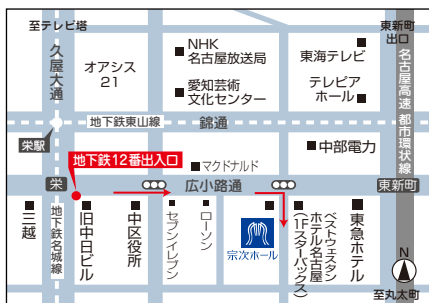 至テレビ塔
東新町
出口
久屋大通
オアシス
21
NHK
名古屋放送局
愛知芸術
文化センター
東海テレビ
テレピア
ホール
名古屋高速 都市環状線
地下鉄東山線
錦通
栄駅
中部電力
地下鉄12番出入口
マクドナルド
栄
広小路通
東新町
三越
地下鉄名城線
旧中日ビル
中区役所
セブンイレブン
ローソン
宗次ホール
ベストウェスタン
ホテル名古屋
(1Fスターバックス)
東急ホテル
N
至丸太町